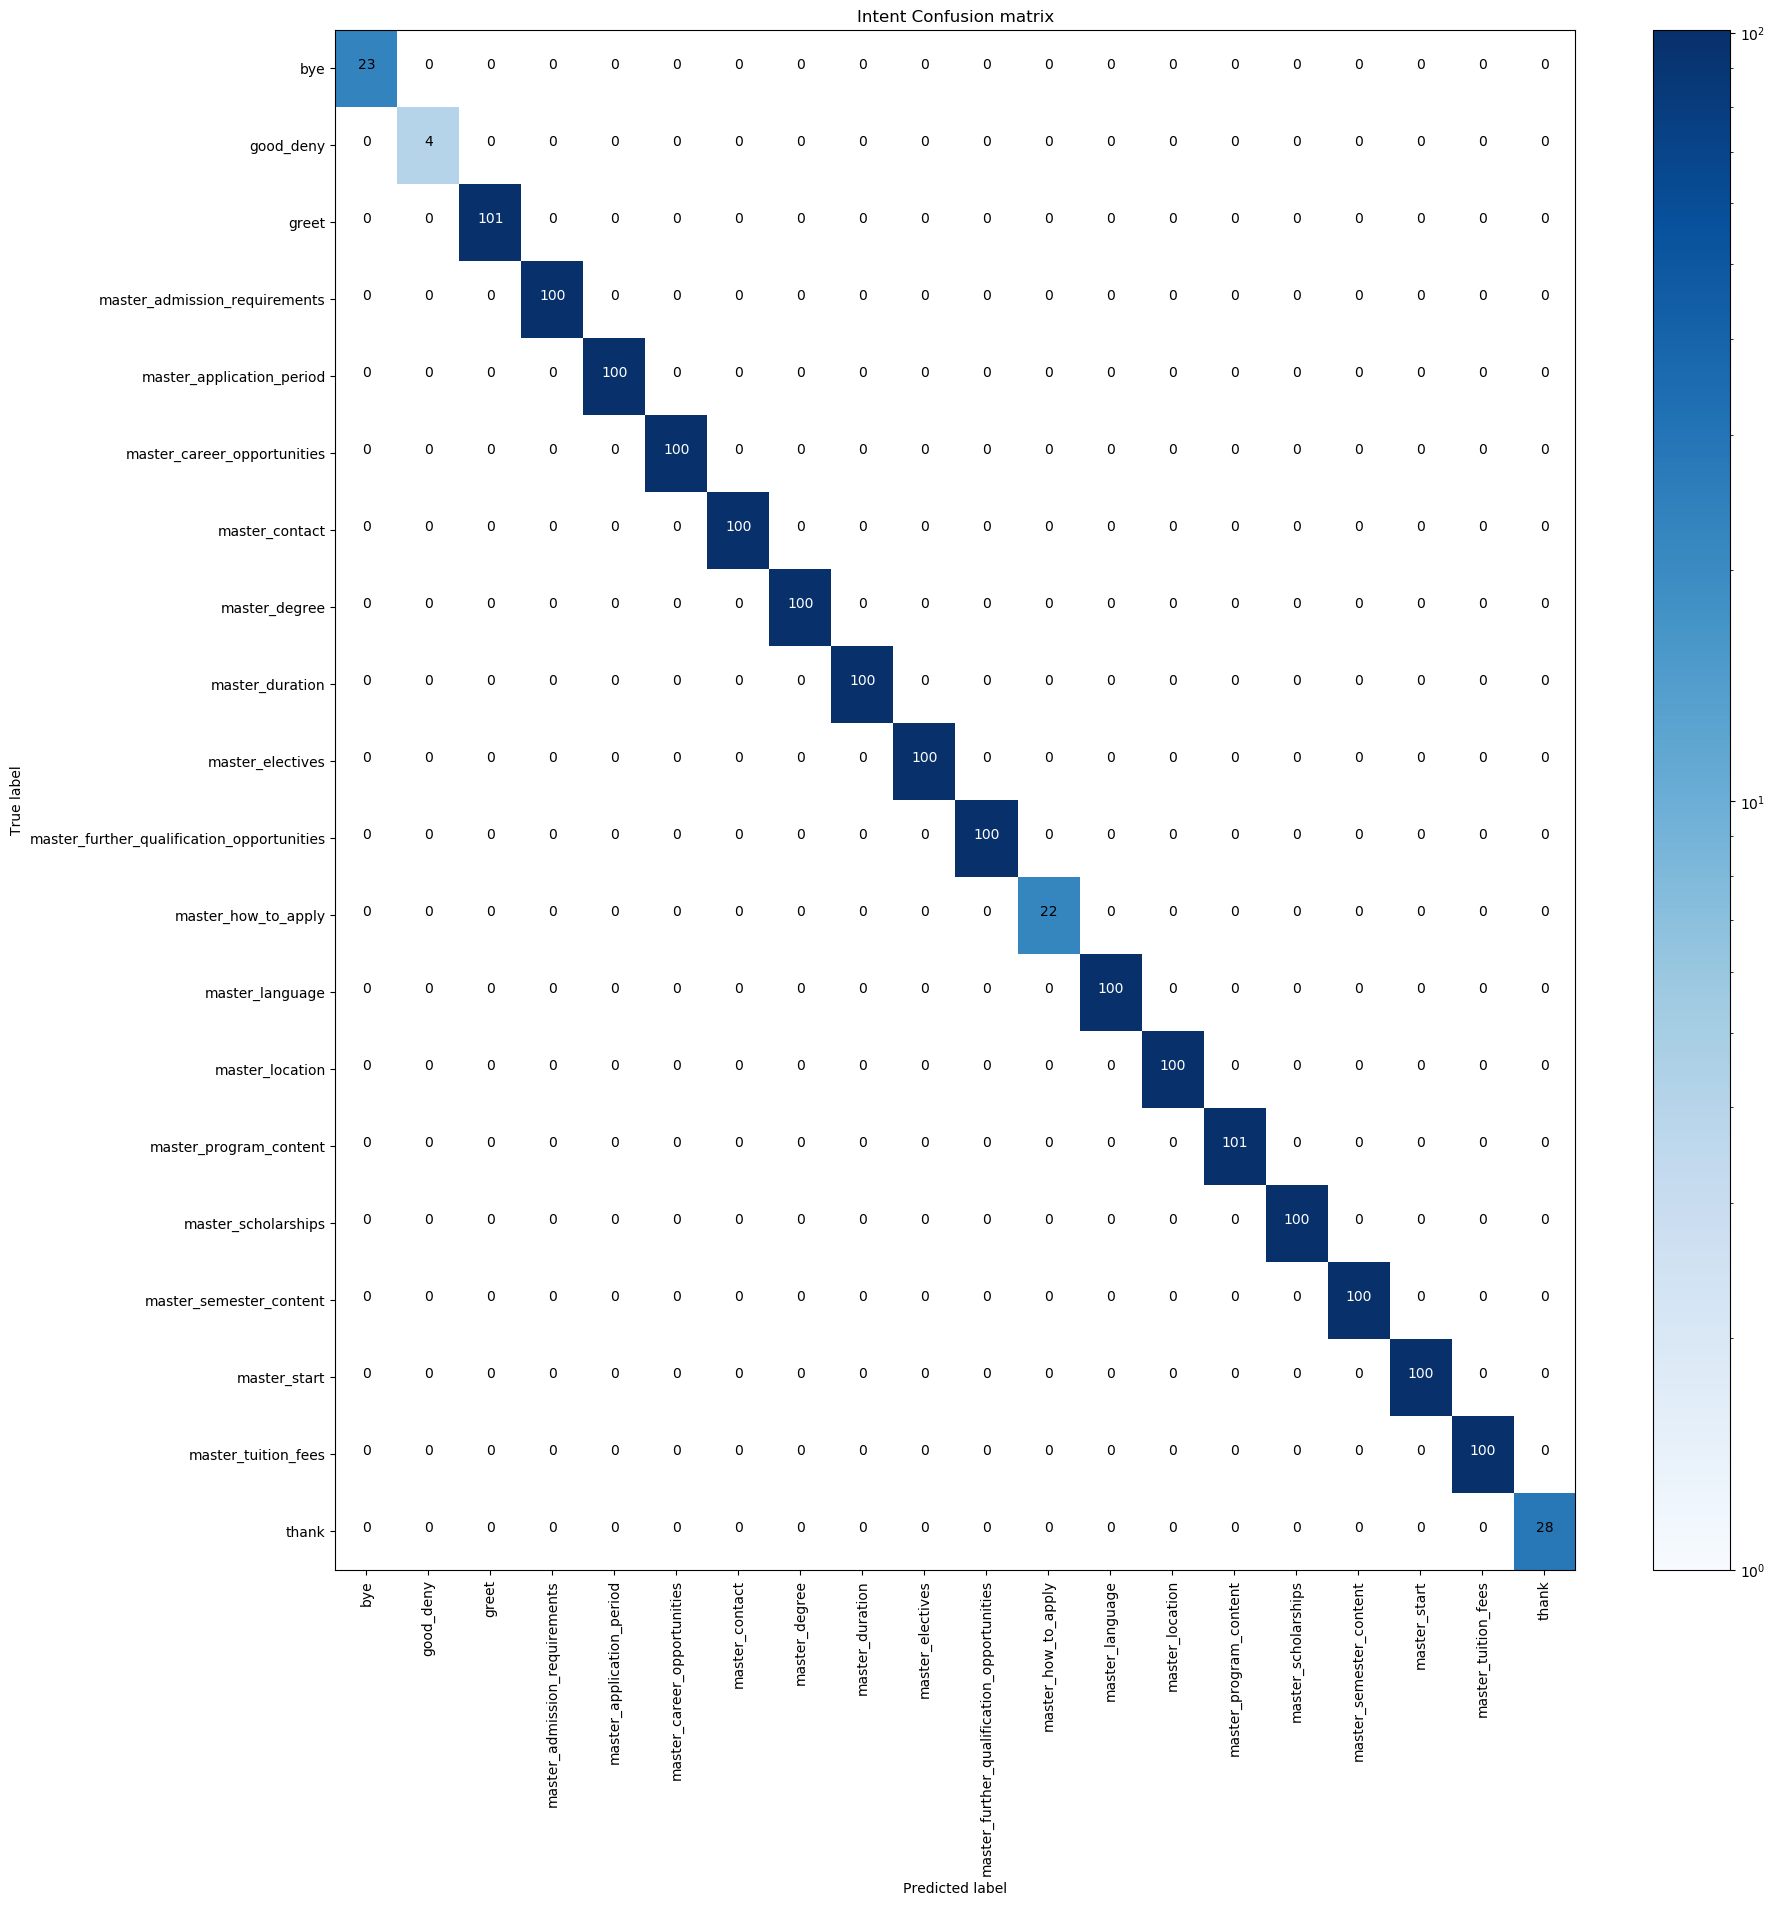 Intent Confusion matrix
bye 23 0 0 0 0 0 0 0 0 0 0 0 0 0 0 0 0 0 0 0
good_deny 0 4 0 0 0 0 0 0 0 0 0 0 0 0 0 0 0 0 0 0
greet 0 0 101 0 0 0 0 0 0 0 0 0 0 0 0 0 0 0 0 0
master_admission_requirements 0 0 0 100 0 0 0 0 0 0 0 0 0 0 0 0 0 0 0 0
master_application_period 0 0 0 0 100 0 0 0 0 0 0 0 0 0 0 0 0 0 0 0
master_career_opportunities 0 0 0 0 0 100 0 0 0 0 0 0 0 0 0 0 0 0 0 0
master_contact 0 0 0 0 0 0 100 0 0 0 0 0 0 0 0 0 0 0 0 0
master_degree 0 0 0 0 0 0 0 100 0 0 0 0 0 0 0 0 0 0 0 0
master_duration 0 0 0 0 0 0 0 0 100 0 0 0 0 0 0 0 0 0 0 0
master_electives 0 0 0 0 0 0 0 0 0 100 0 0 0 0 0 0 0 0 0 0
master_further_qualification_opportunities 0 0 0 0 0 0 0 0 0 0 100 0 0 0 0 0 0 0 0 0
master_how_to_apply 0 0 0 0 0 0 0 0 0 0 0 22 0 0 0 0 0 0 0 0
master_language 0 0 0 0 0 0 0 0 0 0 0 0 100 0 0 0 0 0 0 0
master_location 0 0 0 0 0 0 0 0 0 0 0 0 0 100 0 0 0 0 0 0
master_program_content 0 0 0 0 0 0 0 0 0 0 0 0 0 0 101 0 0 0 0 0
master_scholarships 0 0 0 0 0 0 0 0 0 0 0 0 0 0 0 100 0 0 0 0
master_semester_content 0 0 0 0 0 0 0 0 0 0 0 0 0 0 0 0 100 0 0 0
master_start 0 0 0 0 0 0 0 0 0 0 0 0 0 0 0 0 0 100 0 0
master_tuition_fees 0 0 0 0 0 0 0 0 0 0 0 0 0 0 0 0 0 0 100 0
thank 0 0 0 0 0 0 0 0 0 0 0 0 0 0 0 0 0 0 0 28
True label
bye
good_deny
greet
master_admission_requirements
master_application_period
master_career_opportunities
master_contact
master_degree
master_duration
master_electives
master_further_qualification_opportunities
master_how_to_apply
master_language
master_location
master_program_content
master_scholarships
master_semester_content
master_start
master_tuition_fees
thank
Predicted label
10²
10¹
10⁰